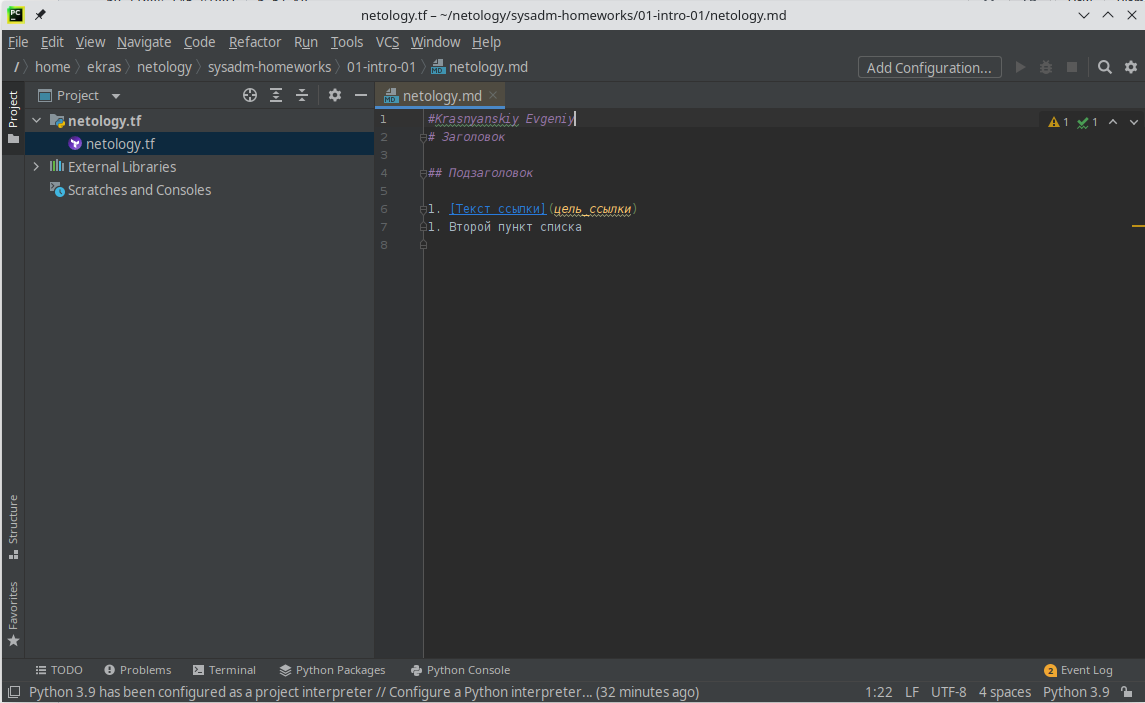 netology.tf – ~/netology/sysadm-homeworks/01-intro-01/netology.md
File Edit View Navigate Code Refactor Run Tools VCS Window Help
/ home ekras netology sysadm-homeworks 01-intro-01 netology.md
Add Configuration...
Project
Project
netology.md
netology.tf
netology.tf
External Libraries
Scratches and Consoles
1 #Krasnyanskiy Evgeniy
2 # Заголовок
3
4 ## Подзаголовок
5
6 1. [Текст ссылки](цель_ссылки)
7 1. Второй пункт списка
8
1 1
Structure
Favorites
TODO Problems Terminal Python Packages Python Console
2 Event Log
Python 3.9 has been configured as a project interpreter // Configure a Python interpreter... (32 minutes ago)
1:22 LF UTF-8 4 spaces Python 3.9